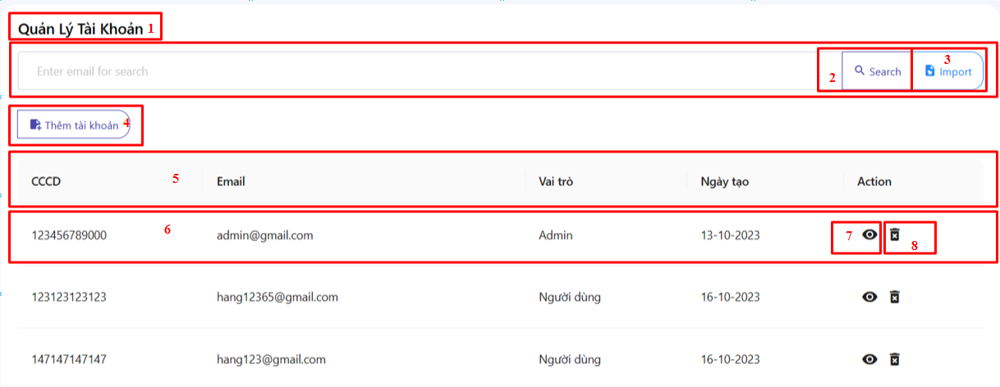 Quản Lý Tài Khoản 1
Enter email for search 2 Search 3 Import
Thêm tài khoản 4
CCCD 5 Email Vai trò Ngày tạo Action
123456789000 6 admin@gmail.com Admin 13-10-2023 7 8
123123123123 hang12365@gmail.com Người dùng 16-10-2023
147147147147 hang123@gmail.com Người dùng 16-10-2023